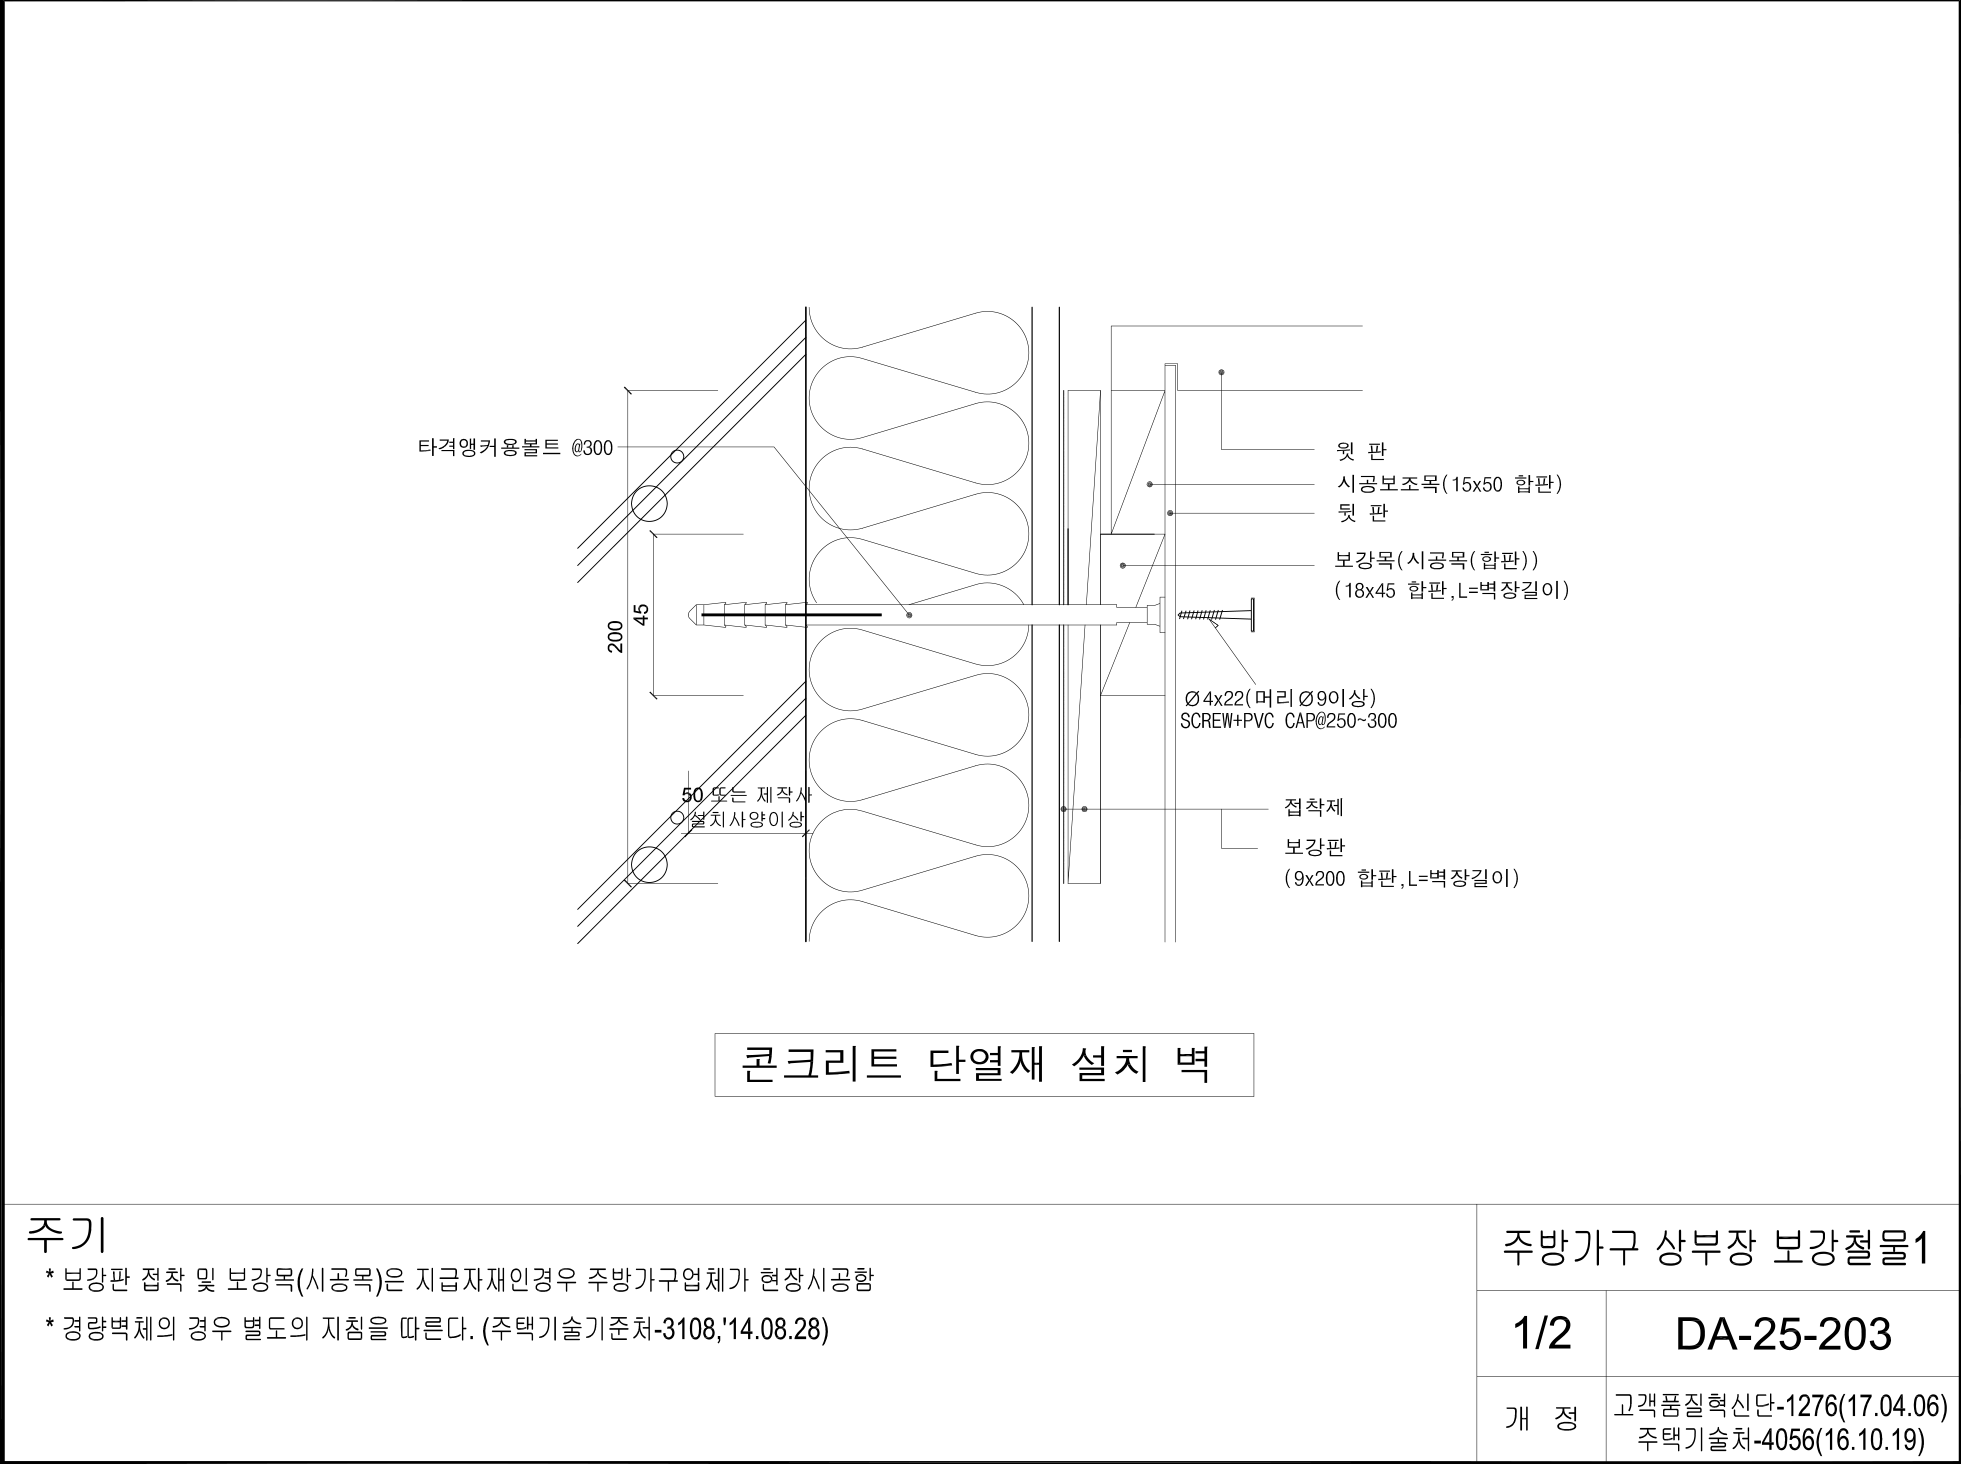 타격앵커용볼트 @300
윗 판
시공보조목(15x50 합판)
뒷 판
보강목(시공목(합판))
(18x45 합판,L=벽장길이)
200
45
Ø4x22(머리Ø9이상)
SCREW+PVC CAP@250~300
50 또는 제작사
설치사양이상
접착제
보강판
(9x200 합판,L=벽장길이)
콘크리트 단열재 설치 벽
주기
* 보강판 접착 및 보강목(시공목)은 지급자재인경우 주방가구업체가 현장시공함
* 경량벽체의 경우 별도의 지침을 따른다. (주택기술기준처-3108,'14.08.28)
주방가구 상부장 보강철물1
1/2
DA-25-203
개 정
고객품질혁신단-1276(17.04.06)
주택기술처-4056(16.10.19)